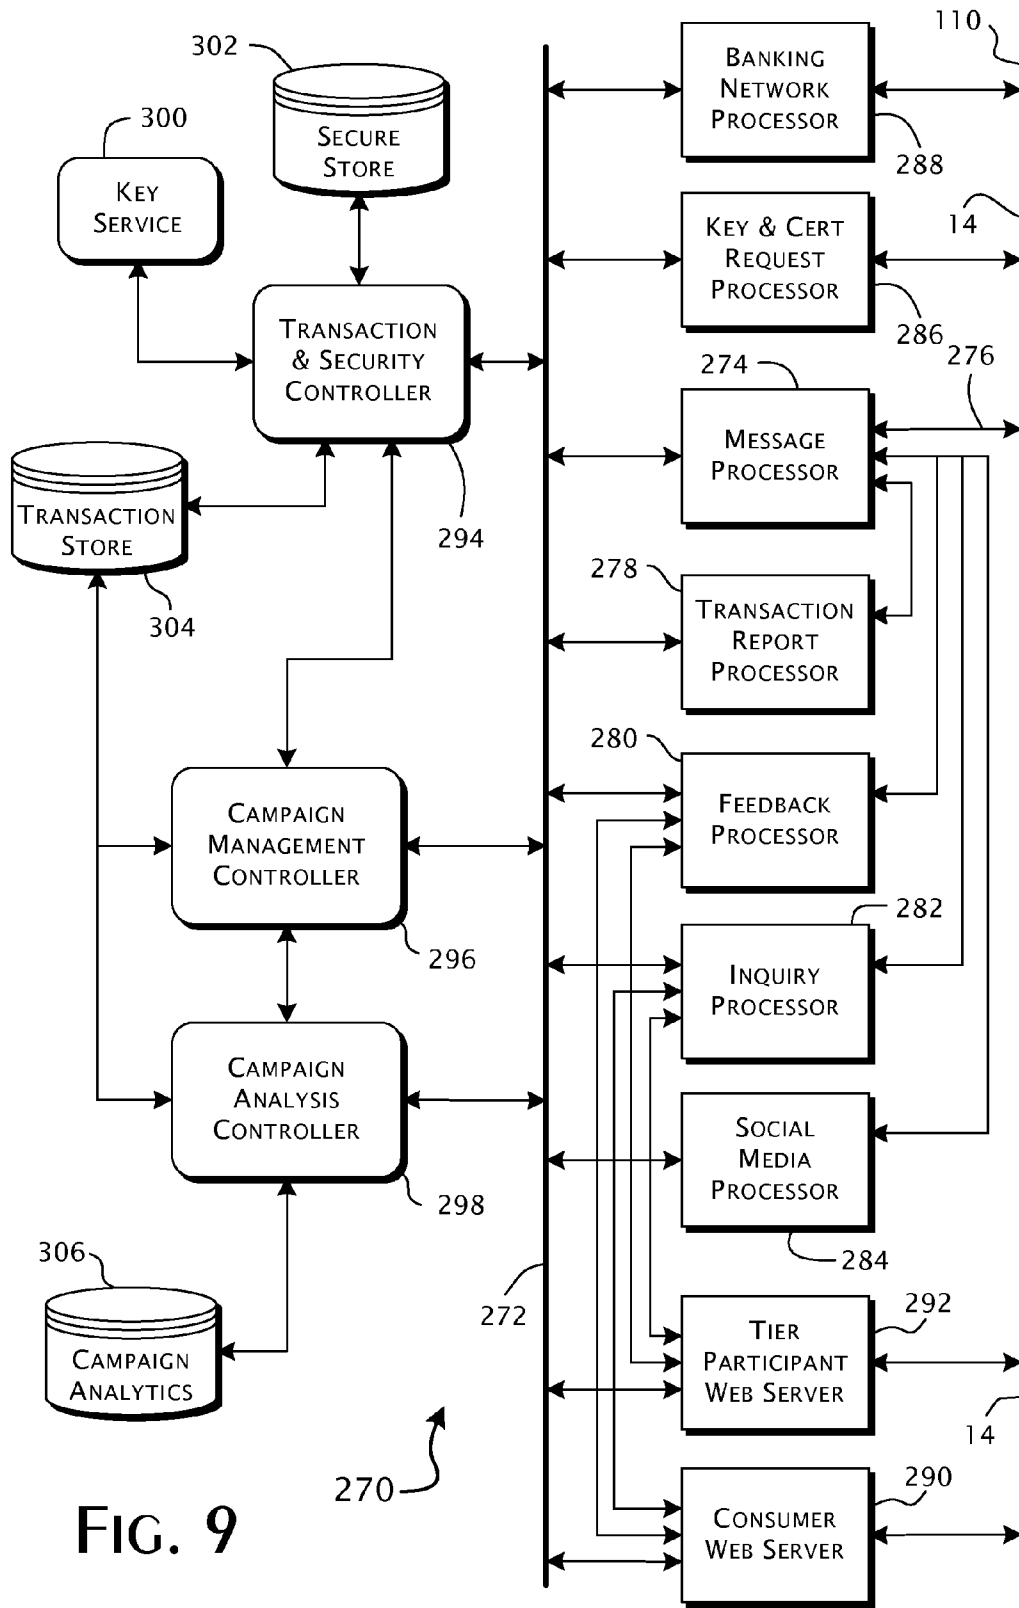 302
110
BANKING
NETWORK
PROCESSOR
288
SECURE
STORE
300
KEY
SERVICE
14
KEY & CERT
REQUEST
PROCESSOR
286
TRANSACTION
& SECURITY
CONTROLLER
294
274
276
MESSAGE
PROCESSOR
TRANSACTION
STORE
304
278
TRANSACTION
REPORT
PROCESSOR
280
FEEDBACK
PROCESSOR
CAMPAIGN
MANAGEMENT
CONTROLLER
296
282
INQUIRY
PROCESSOR
CAMPAIGN
ANALYSIS
CONTROLLER
298
SOCIAL
MEDIA
PROCESSOR
284
306
CAMPAIGN
ANALYTICS
272
292
TIER
PARTICIPANT
WEB SERVER
14
270
290
CONSUMER
WEB SERVER
FIG. 9